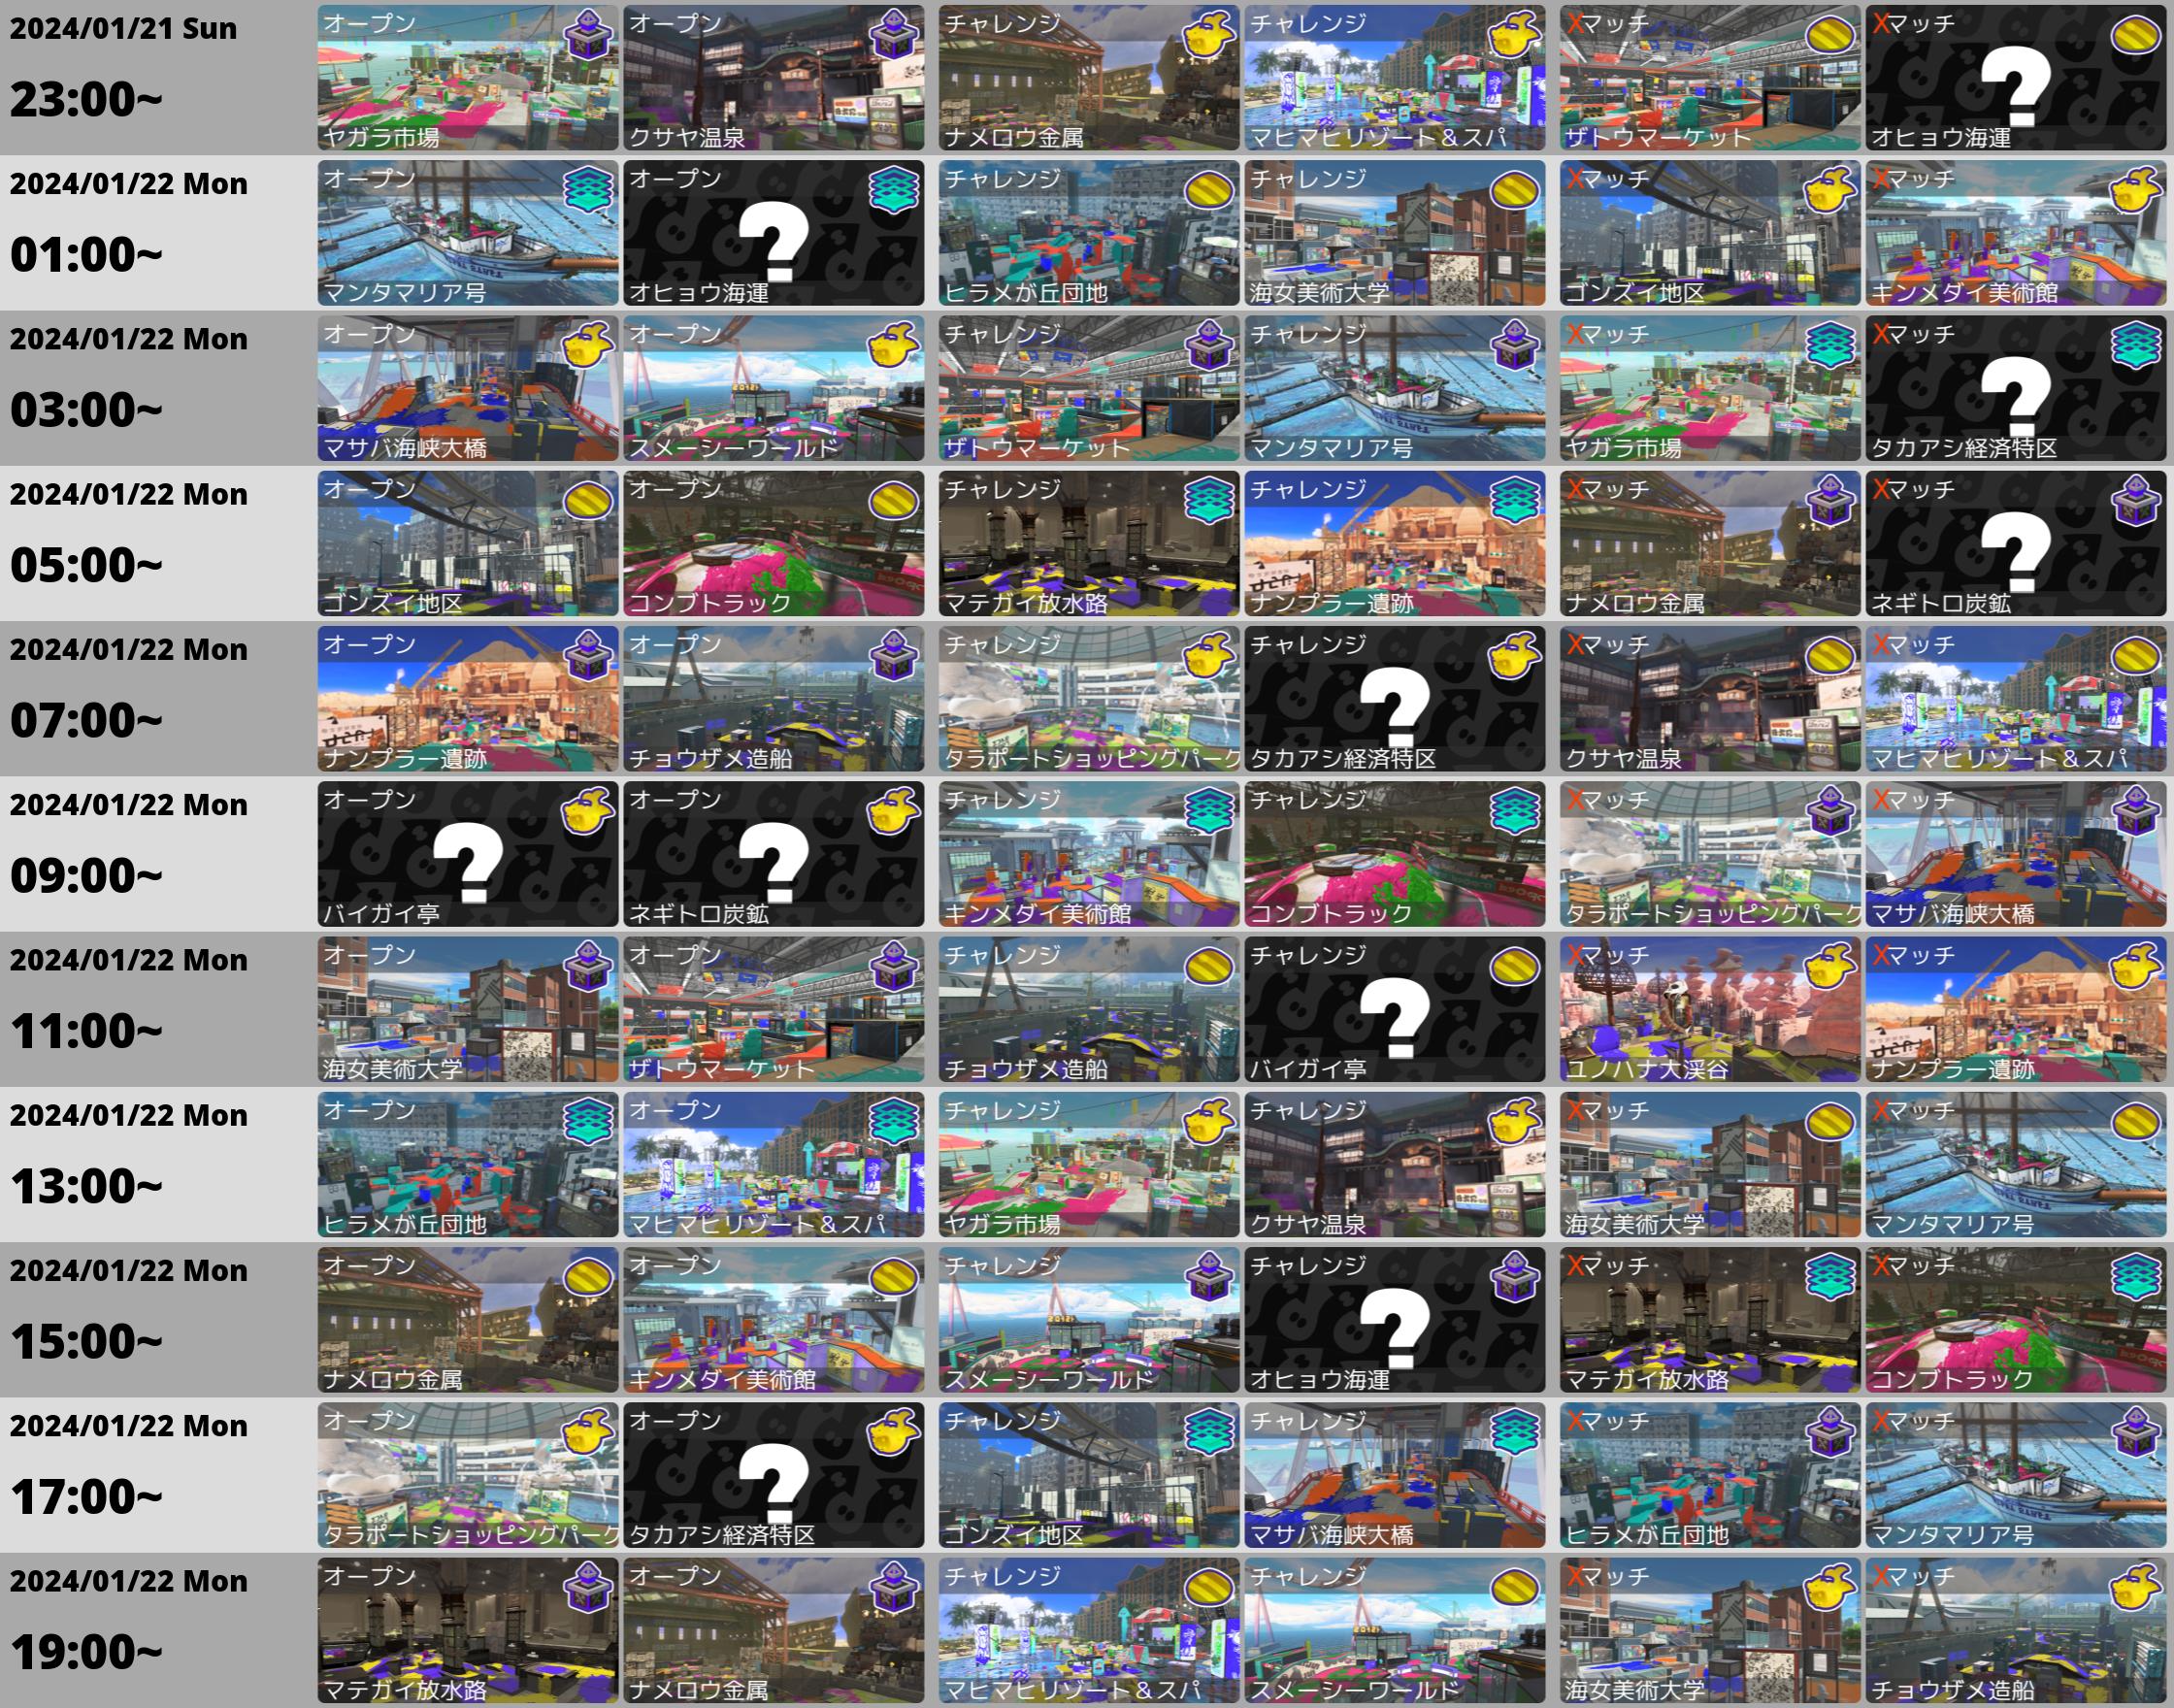 2024/01/21 Sun
23:00~
オープン オープン チャレンジ チャレンジ Xマッチ Xマッチ
ヤガラ市場 クサヤ温泉 ナメロウ金属 マヒマヒリゾート＆スパ ザトウマーケット オヒョウ海運
2024/01/22 Mon
01:00~
オープン オープン チャレンジ チャレンジ Xマッチ Xマッチ
マンタマリア号 オヒョウ海運 ヒラメが丘団地 海女美術大学 ゴンズイ地区 キンメダイ美術館
2024/01/22 Mon
03:00~
オープン オープン チャレンジ チャレンジ Xマッチ Xマッチ
マサバ海峡大橋 スメーシーワールド ザトウマーケット マンタマリア号 ヤガラ市場 タカアシ経済特区
2024/01/22 Mon
05:00~
オープン オープン チャレンジ チャレンジ Xマッチ Xマッチ
ゴンズイ地区 コンブトラック マテガイ放水路 ナンプラー遺跡 ナメロウ金属 ネギトロ炭鉱
2024/01/22 Mon
07:00~
オープン オープン チャレンジ チャレンジ Xマッチ Xマッチ
ナンプラー遺跡 チョウザメ造船 タラポートショッピングパーク タカアシ経済特区 クサヤ温泉 マヒマヒリゾート＆スパ
2024/01/22 Mon
09:00~
オープン オープン チャレンジ チャレンジ Xマッチ Xマッチ
バイガイ亭 ネギトロ炭鉱 キンメダイ美術館 コンブトラック タラポートショッピングパーク マサバ海峡大橋
2024/01/22 Mon
11:00~
オープン オープン チャレンジ チャレンジ Xマッチ Xマッチ
海女美術大学 ザトウマーケット チョウザメ造船 バイガイ亭 ユノハナ大渓谷 ナンプラー遺跡
2024/01/22 Mon
13:00~
オープン オープン チャレンジ チャレンジ Xマッチ Xマッチ
ヒラメが丘団地 マヒマヒリゾート＆スパ ヤガラ市場 クサヤ温泉 海女美術大学 マンタマリア号
2024/01/22 Mon
15:00~
オープン オープン チャレンジ チャレンジ Xマッチ Xマッチ
ナメロウ金属 キンメダイ美術館 スメーシーワールド オヒョウ海運 マテガイ放水路 コンブトラック
2024/01/22 Mon
17:00~
オープン オープン チャレンジ チャレンジ Xマッチ Xマッチ
タラポートショッピングパーク タカアシ経済特区 ゴンズイ地区 マサバ海峡大橋 ヒラメが丘団地 マンタマリア号
2024/01/22 Mon
19:00~
オープン オープン チャレンジ チャレンジ Xマッチ Xマッチ
マテガイ放水路 ナメロウ金属 マヒマヒリゾート＆スパ スメーシーワールド 海女美術大学 チョウザメ造船